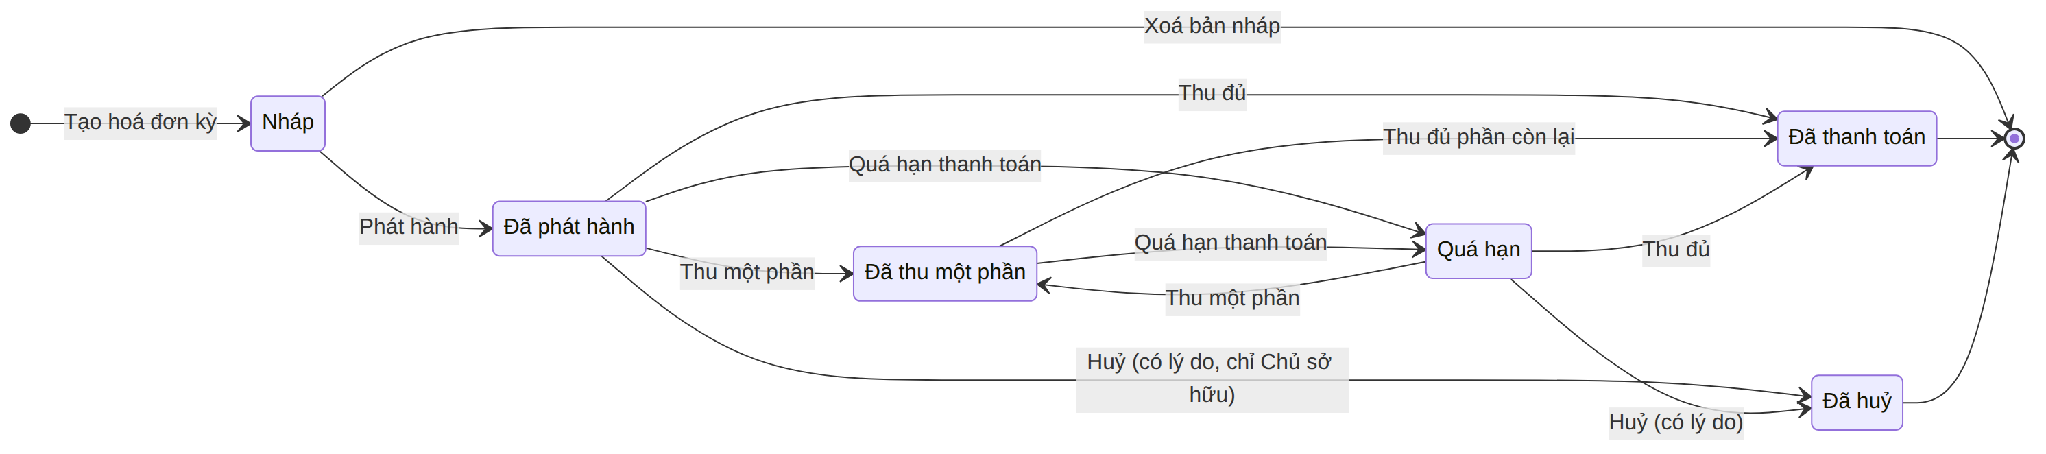 Xoá bản nháp
Thu đủ
Tạo hoá đơn kỳ
Nháp
Đã thanh toán
Thu đủ phần còn lại
Quá hạn thanh toán
Phát hành
Đã phát hành
Quá hạn thanh toán
Quá hạn
Thu đủ
Thu một phần
Đã thu một phần
Thu một phần
Huỷ (có lý do, chỉ Chủ sở
hữu)
Đã huỷ
Huỷ (có lý do)